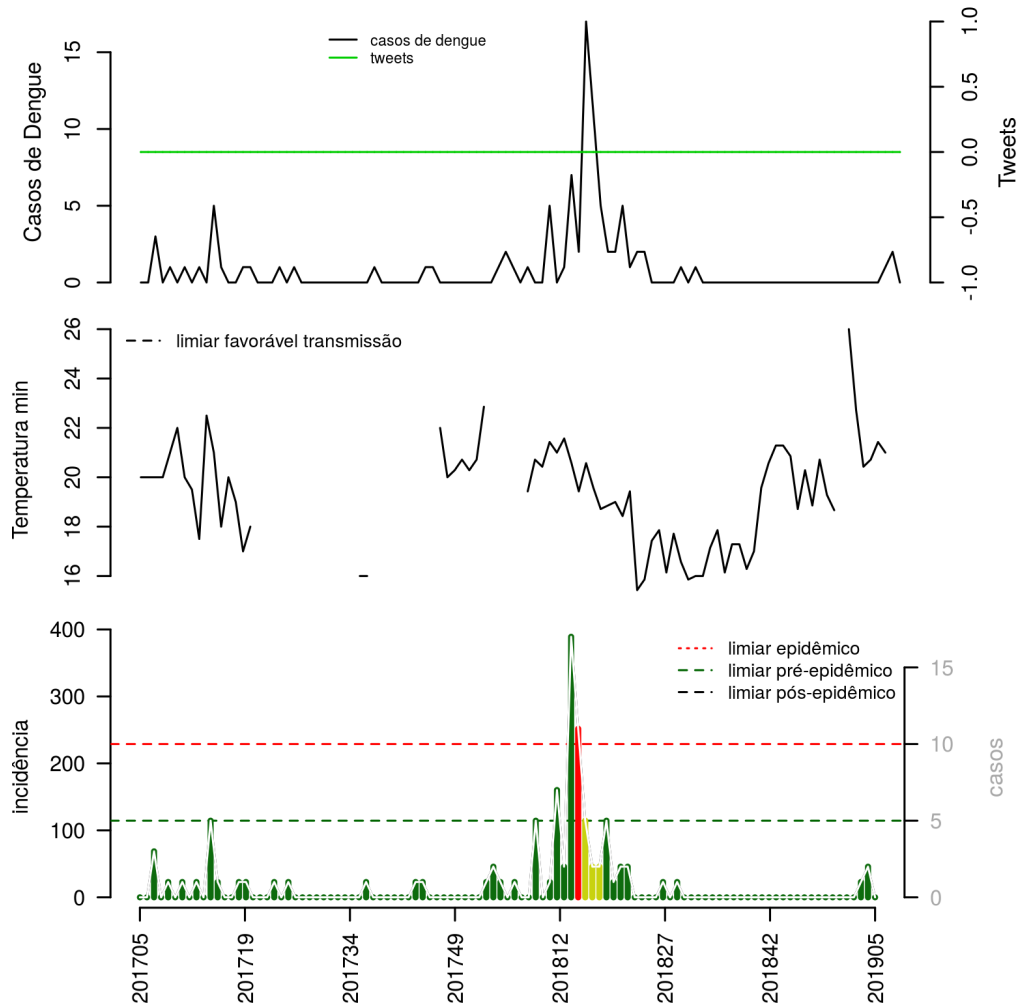 casos de dengue
tweets
Casos de Dengue
0
5
10
15
Tweets
-1.0
-0.5
0.0
0.5
1.0
limiar favorável transmissão
Temperatura min
16
18
20
22
24
26
limiar epidêmico
limiar pré-epidêmico
limiar pós-epidêmico
incidência
400
300
200
100
0
casos
15
10
5
0
201705
201719
201734
201749
201812
201827
201842
201905